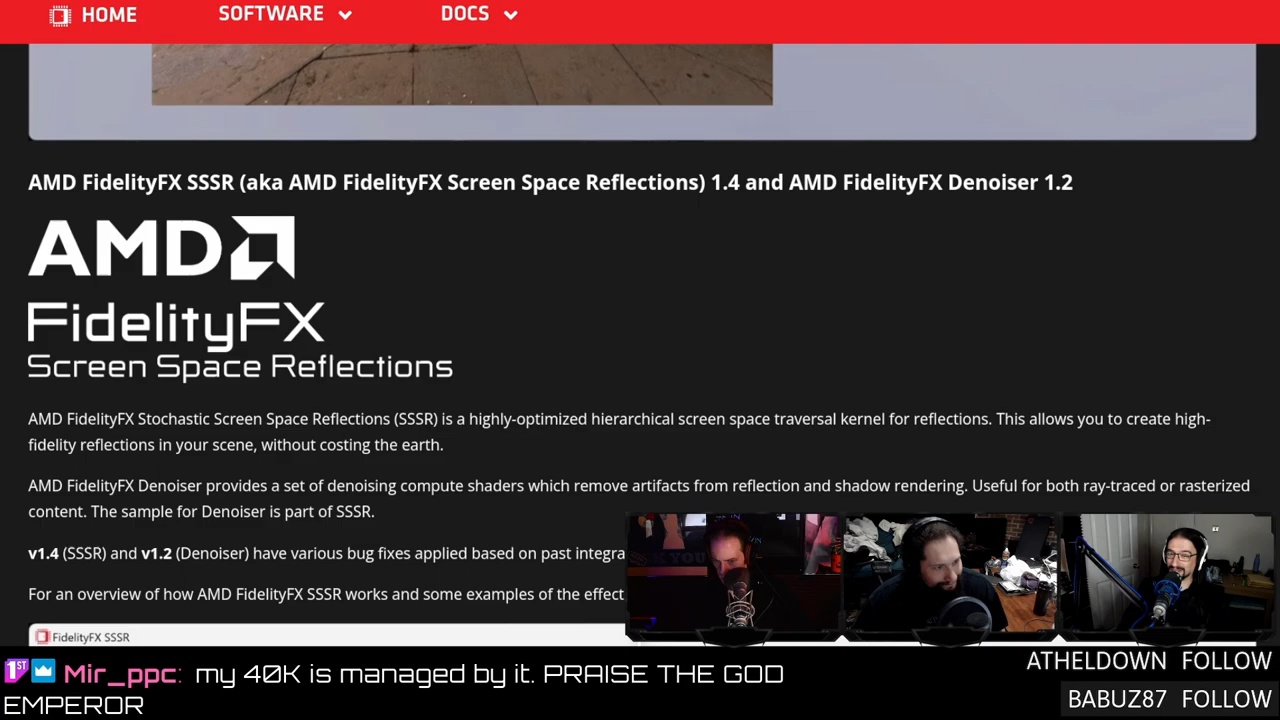 HOME SOFTWARE DOCS
AMD FidelityFX SSSR (aka AMD FidelityFX Screen Space Reflections) 1.4 and AMD FidelityFX Denoiser 1.2
AMD
FidelityFX
Screen Space Reflections
AMD FidelityFX Stochastic Screen Space Reflections (SSSR) is a highly-optimized hierarchical screen space traversal kernel for reflections. This allows you to create high-
fidelity reflections in your scene, without costing the earth.
AMD FidelityFX Denoiser provides a set of denoising compute shaders which remove artifacts from reflection and shadow rendering. Useful for both ray-traced or rasterized
content. The sample for Denoiser is part of SSSR.
v1.4 (SSSR) and v1.2 (Denoiser) have various bug fixes applied based on past integra
For an overview of how AMD FidelityFX SSSR works and some examples of the effect
FidelityFX SSSR
1ST Mir_ppc: my 40K is managed by it. PRAISE THE GOD
EMPEROR
ATHELDOWN FOLLOW
BABUZ87 FOLLOW